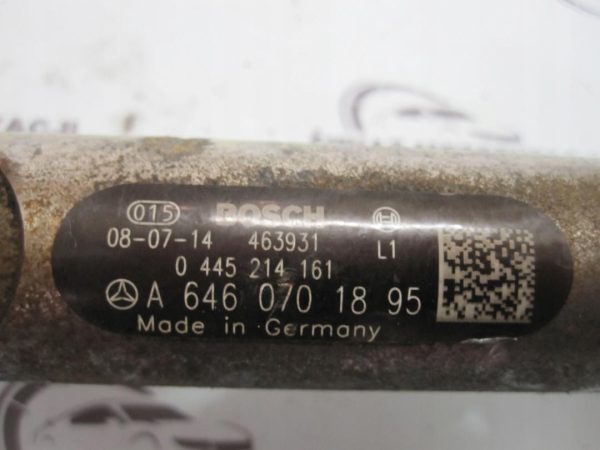 015 BOSCH
08-07-14 463931 L1
0 445 214 161
A 646 070 18 95
Made in Germany